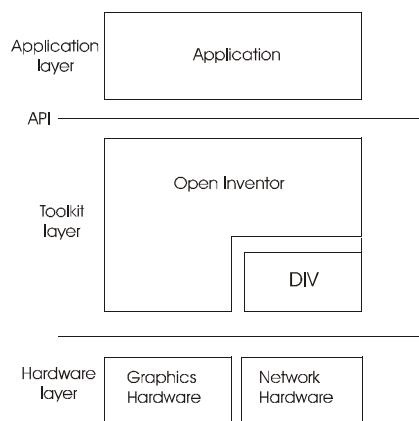 Application
layer
Application
API
Open Inventor
Toolkit
layer
DIV
Hardware
layer
Graphics
Hardware
Network
Hardware